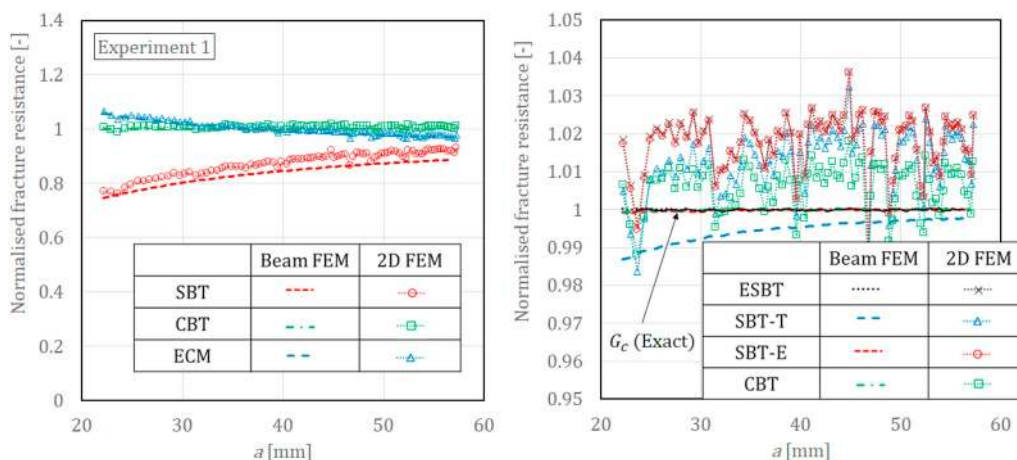 Normalised fracture resistance [-]
1.4
1.2
1
0.8
0.6
0.4
0.2
0
Experiment 1
Beam FEM 2D FEM
SBT
CBT
ECM
20 30 40 50 60
a [mm]
Normalised fracture resistance [-]
1.05
1.04
1.03
1.02
1.01
1
0.99
0.98
0.97
0.96
0.95
G_c (Exact)
Beam FEM 2D FEM
ESBT
SBT-T
SBT-E
CBT
20 30 40 50 60
a [mm]